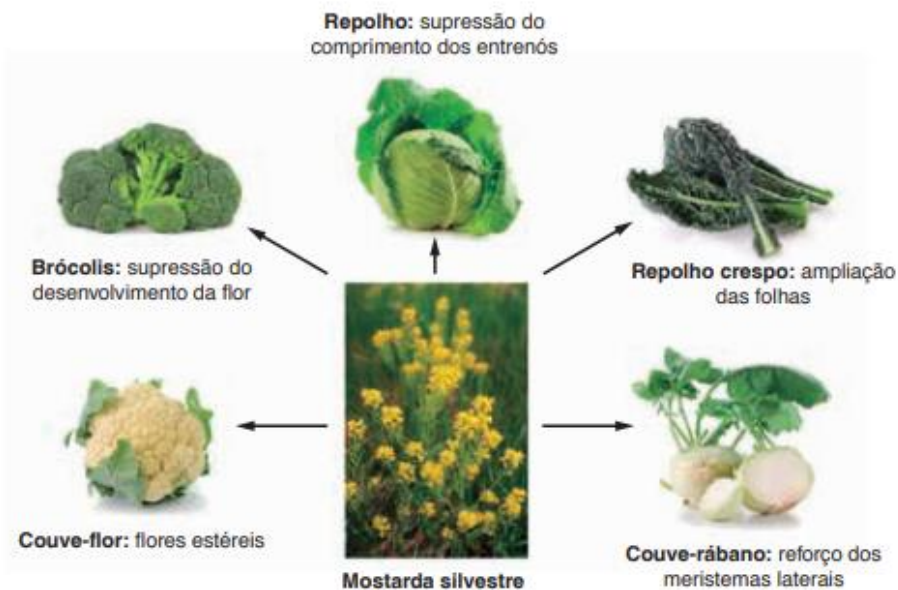 Repolho: supressão do
comprimento dos entrenós
Brócolis: supressão do
desenvolvimento da flor
Repolho crespo: ampliação
das folhas
Couve-flor: flores estéreis
Couve-rábano: reforço dos
meristemas laterais
Mostarda silvestre